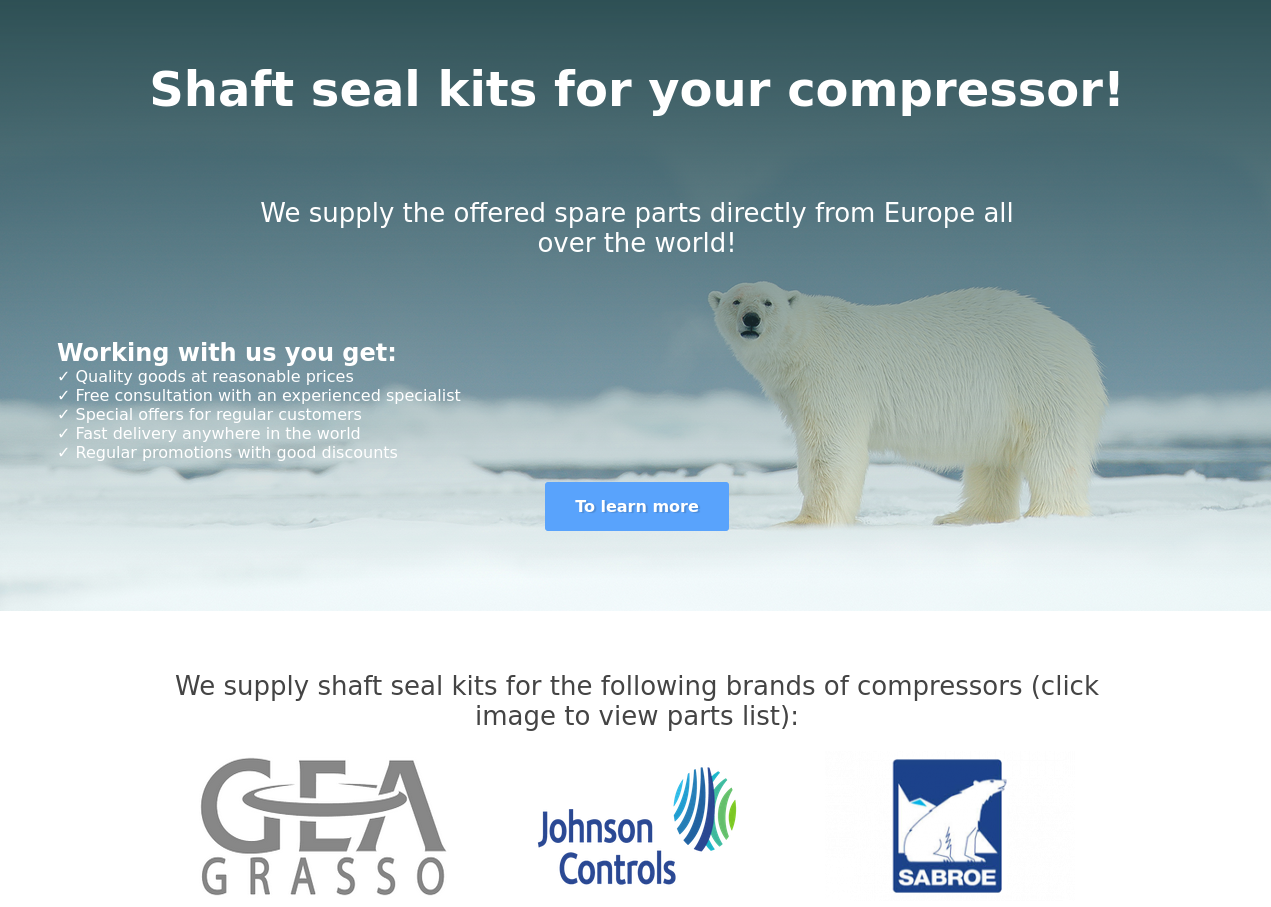 Shaft seal kits for your compressor!
We supply the offered spare parts directly from Europe all
over the world!
Working with us you get:
✓ Quality goods at reasonable prices
✓ Free consultation with an experienced specialist
✓ Special offers for regular customers
✓ Fast delivery anywhere in the world
✓ Regular promotions with good discounts
To learn more
We supply shaft seal kits for the following brands of compressors (click
image to view parts list):
GEA
GRASSO
Johnson
Controls
SABROE